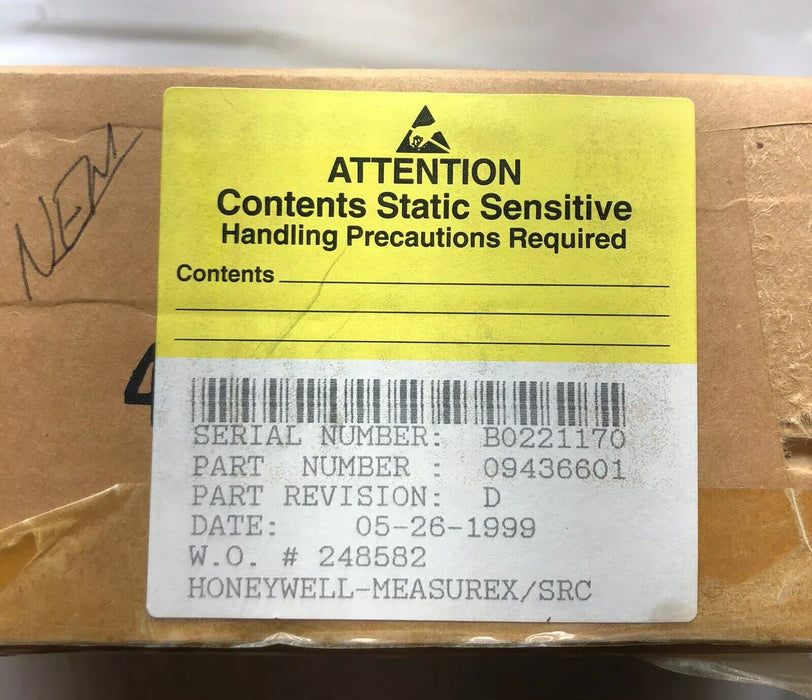 NEW
ATTENTION
Contents Static Sensitive
Handling Precautions Required
Contents
SERIAL NUMBER: B0221170
PART NUMBER : 09436601
PART REVISION: D
DATE: 05-26-1999
W.O. # 248582
HONEYWELL-MEASUREX/SRC